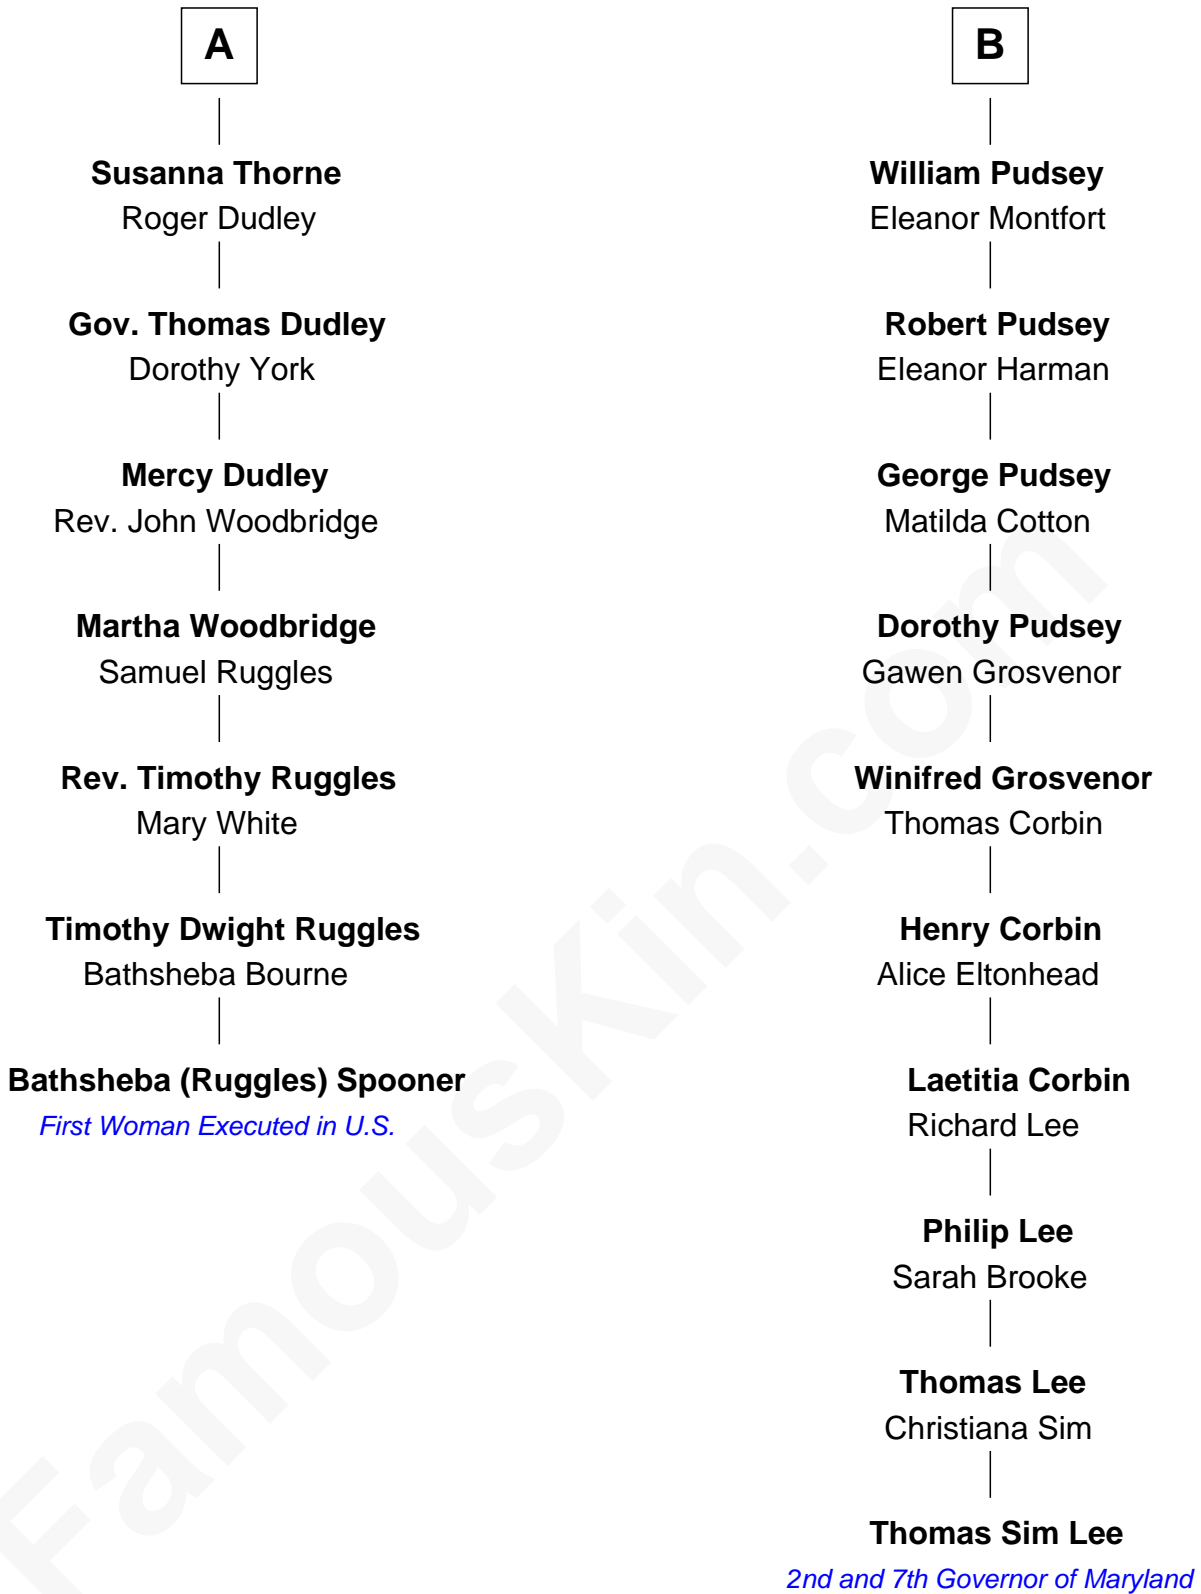 A
Susanna Thorne
Roger Dudley
Gov. Thomas Dudley
Dorothy York
Mercy Dudley
Rev. John Woodbridge
Martha Woodbridge
Samuel Ruggles
Rev. Timothy Ruggles
Mary White
Timothy Dwight Ruggles
Bathsheba Bourne
Bathsheba (Ruggles) Spooner
First Woman Executed in U.S.
B
William Pudsey
Eleanor Montfort
Robert Pudsey
Eleanor Harman
George Pudsey
Matilda Cotton
Dorothy Pudsey
Gawen Grosvenor
Winifred Grosvenor
Thomas Corbin
Henry Corbin
Alice Eltonhead
Laetitia Corbin
Richard Lee
Philip Lee
Sarah Brooke
Thomas Lee
Christiana Sim
Thomas Sim Lee
2nd and 7th Governor of Maryland
FamousKin.com